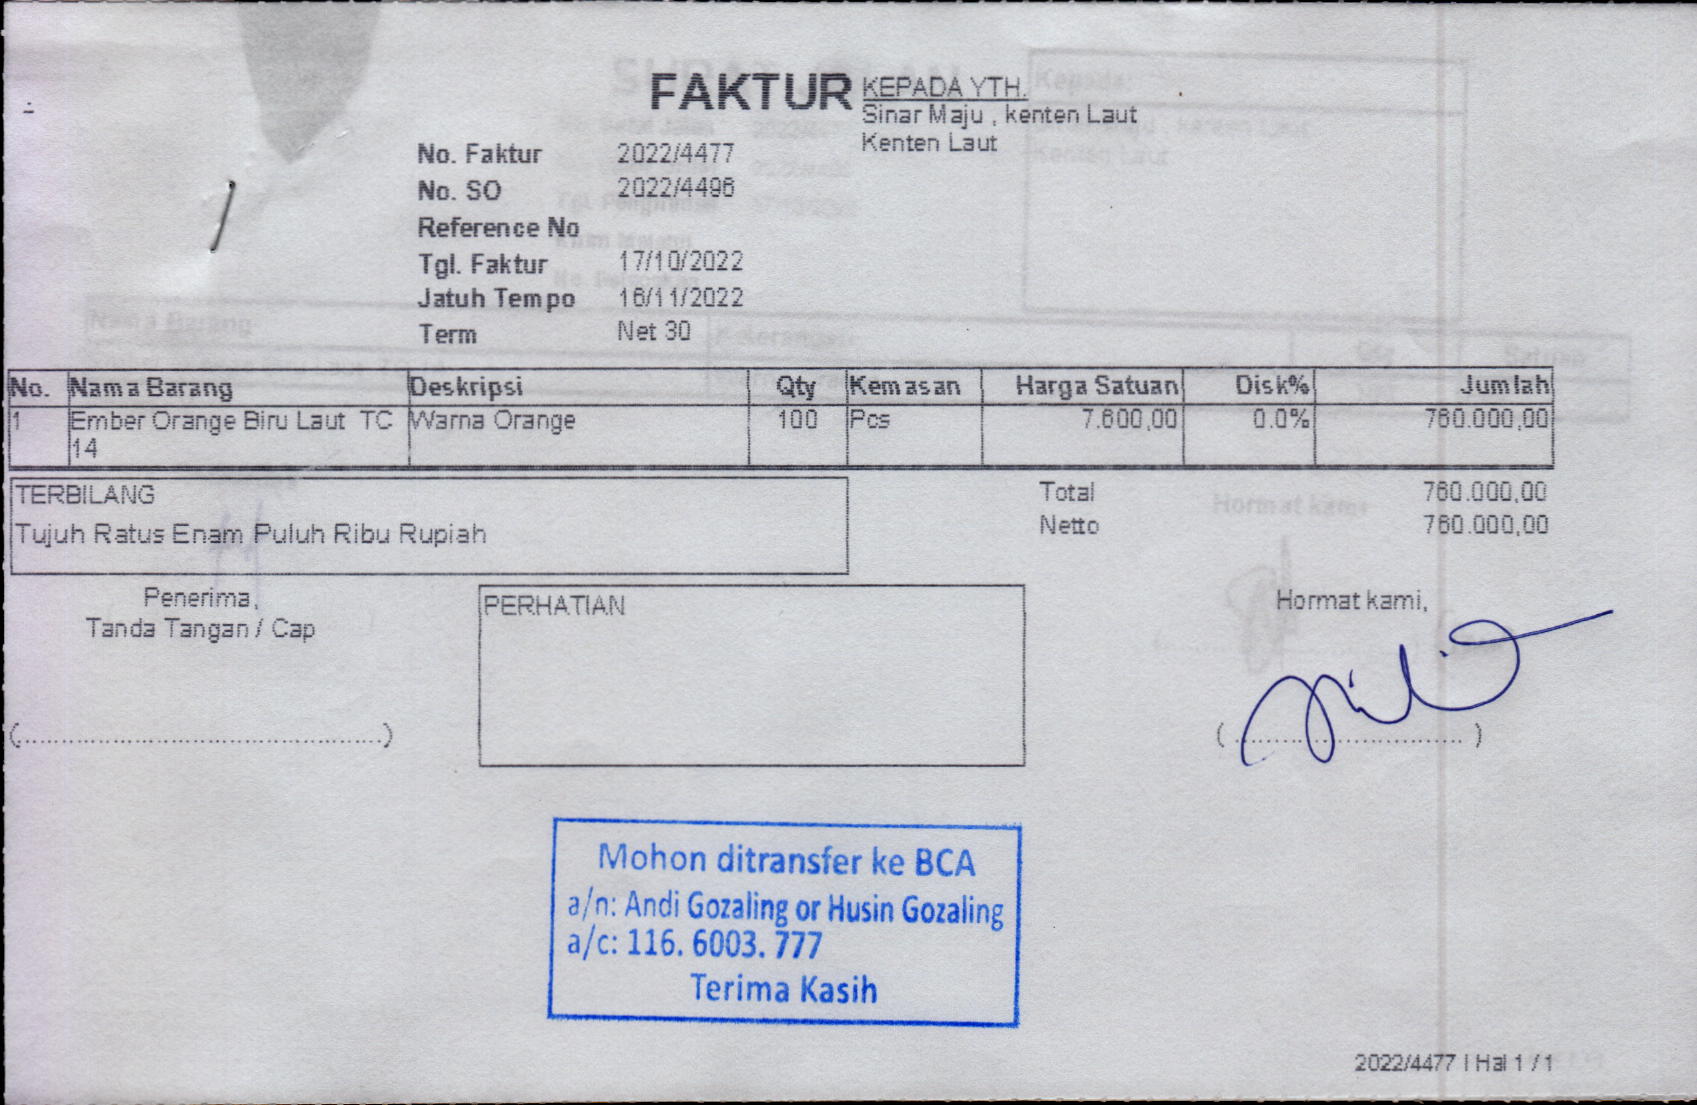 FAKTUR
KEPADA YTH.
Sinar Maju , kenten Laut
Kenten Laut
No. Faktur 2022/4477
No. SO 2022/4496
Reference No
Tgl. Faktur 17/10/2022
Jatuh Tempo 16/11/2022
Term Net 30
No. Nama Barang Deskripsi Qty Kemasan Harga Satuan Disk% Jumlah
1 Ember Orange Biru Laut TC Warna Orange 100 Pcs 7.600,00 0.0% 760.000,00
14
TERBILANG
Tujuh Ratus Enam Puluh Ribu Rupiah
Total 760.000,00
Netto 760.000,00
Penerima,
Tanda Tangan / Cap
(............................................)
PERHATIAN
Hormat kami,
(............................)
Mohon ditransfer ke BCA
a/n: Andi Gozaling or Husin Gozaling
a/c: 116. 6003. 777
Terima Kasih
2022/4477 | Hal 1 / 1